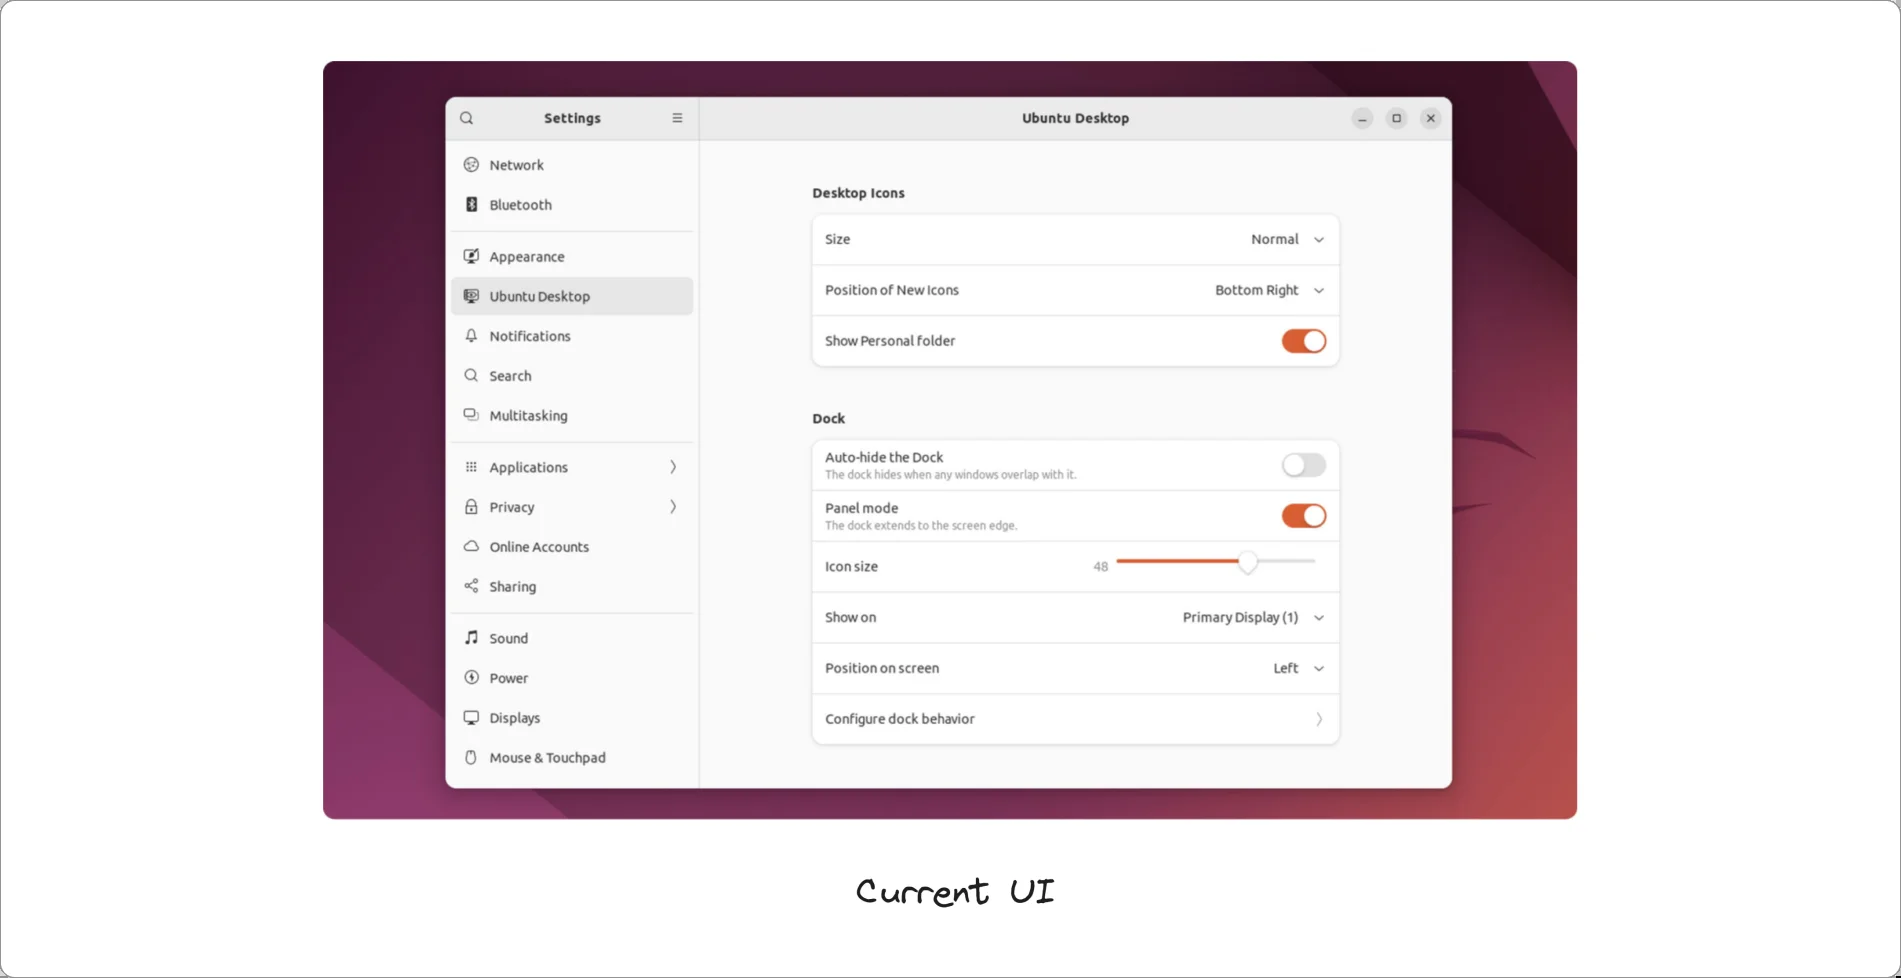 Settings
Ubuntu Desktop
Network
Bluetooth
Appearance
Ubuntu Desktop
Notifications
Search
Multitasking
Applications
Privacy
Online Accounts
Sharing
Sound
Power
Displays
Mouse & Touchpad
Desktop Icons
Size Normal
Position of New Icons Bottom Right
Show Personal folder
Dock
Auto-hide the Dock
The dock hides when any windows overlap with it.
Panel mode
The dock extends to the screen edge.
Icon size 48
Show on Primary Display (1)
Position on screen Left
Configure dock behavior
Current UI